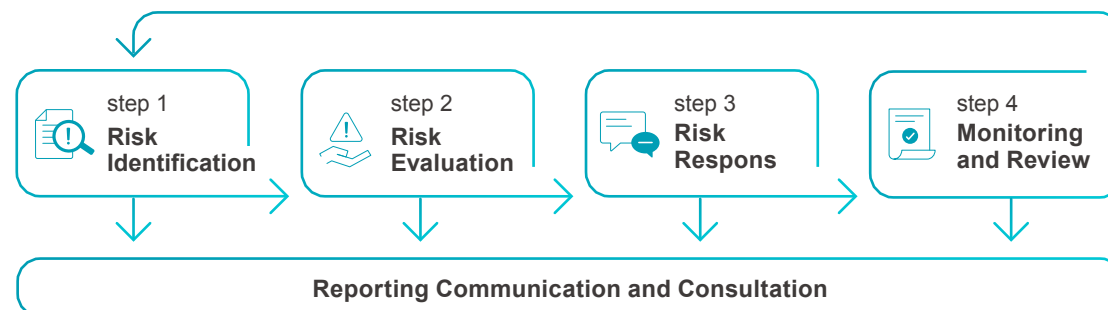 step 1
Risk
Identification
step 2
Risk
Evaluation
step 3
Risk
Respons
step 4
Monitoring
and Review
Reporting Communication and Consultation